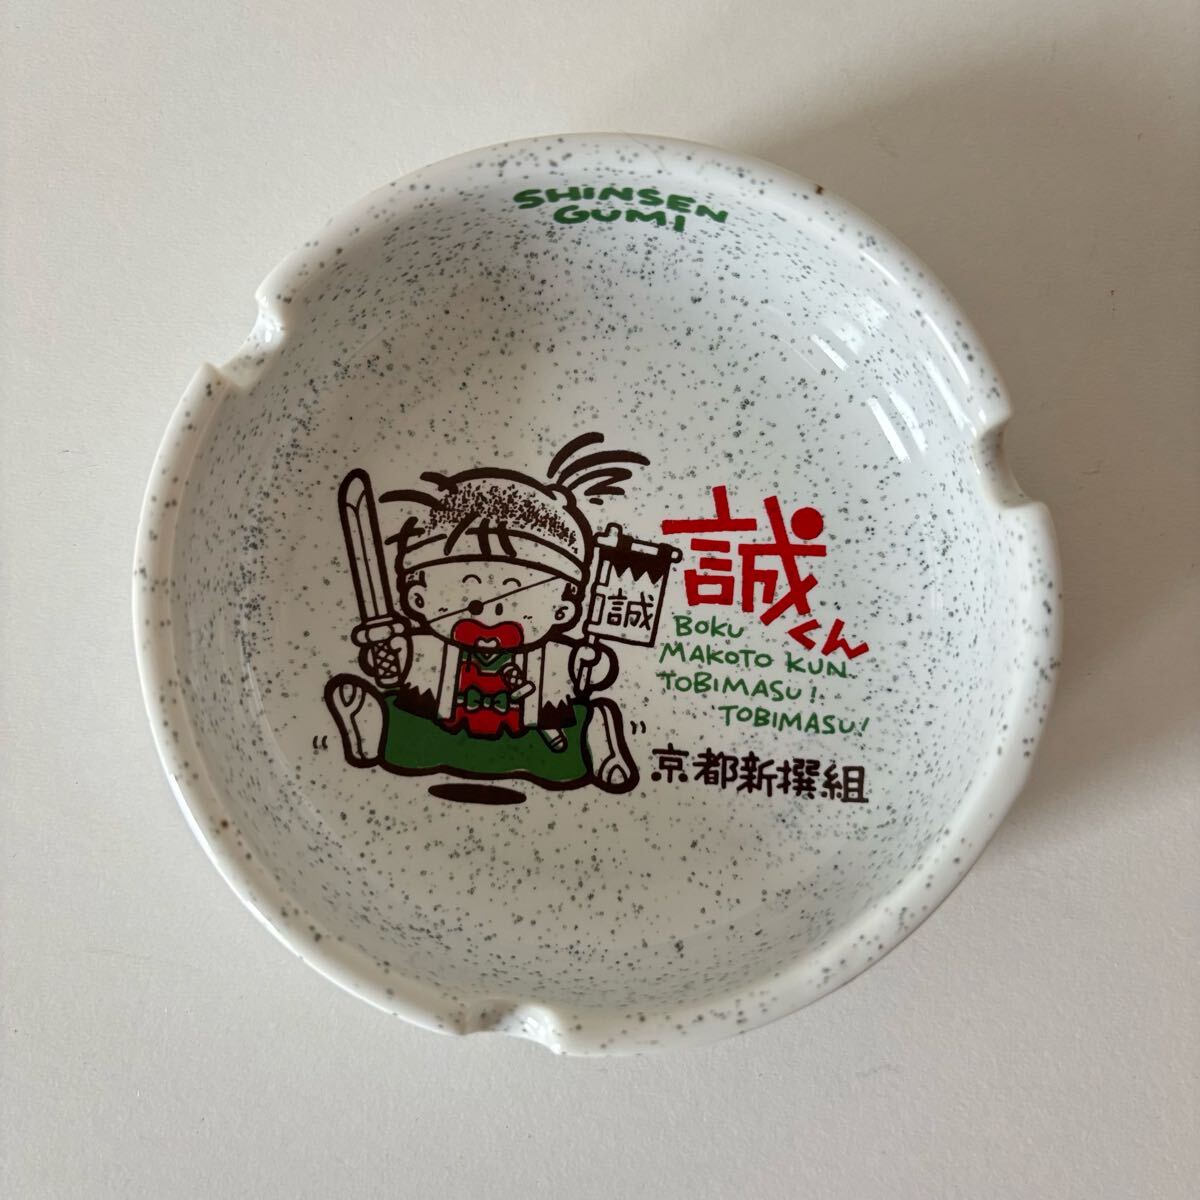 SHINSEN
GUMI
誠くん
誠
BOKU
MAKOTO KUN
TOBIMASU!
TOBIMASU!
京都新撰組